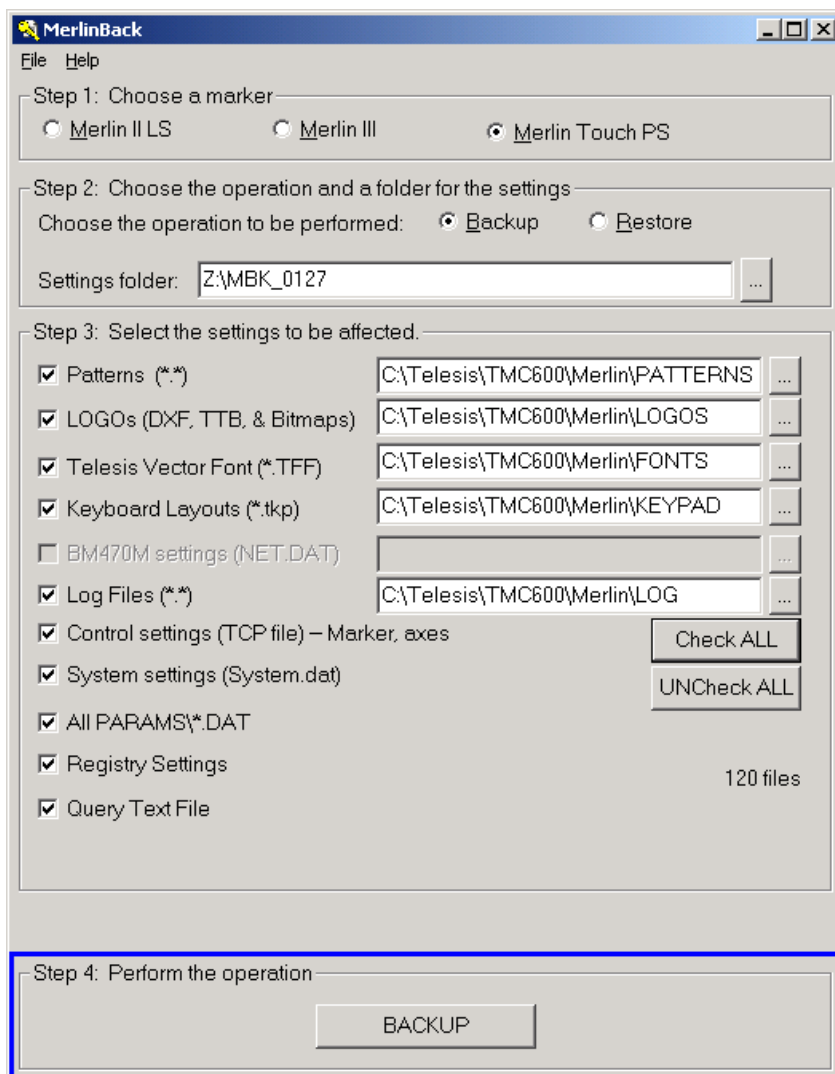 MerlinBack
File Help
Step 1: Choose a marker
Merlin II LS Merlin III Merlin Touch PS
Step 2: Choose the operation and a folder for the settings
Choose the operation to be performed: Backup Restore
Settings folder: Z:\MBK_0127 ...
Step 3: Select the settings to be affected.
Patterns (*.*) C:\Telesis\TMC600\Merlin\PATTERNS ...
LOGOs (DXF, TTB, & Bitmaps) C:\Telesis\TMC600\Merlin\LOGOS ...
Telesis Vector Font (*.TFF) C:\Telesis\TMC600\Merlin\FONTS ...
Keyboard Layouts (*.tkp) C:\Telesis\TMC600\Merlin\KEYPAD ...
BM470M settings (NET.DAT) ...
Log Files (*.*) C:\Telesis\TMC600\Merlin\LOG ...
Control settings (TCP file) – Marker, axes Check ALL
System settings (System.dat) UNCheck ALL
All PARAMS\*.DAT
Registry Settings 120 files
Query Text File
Step 4: Perform the operation
BACKUP